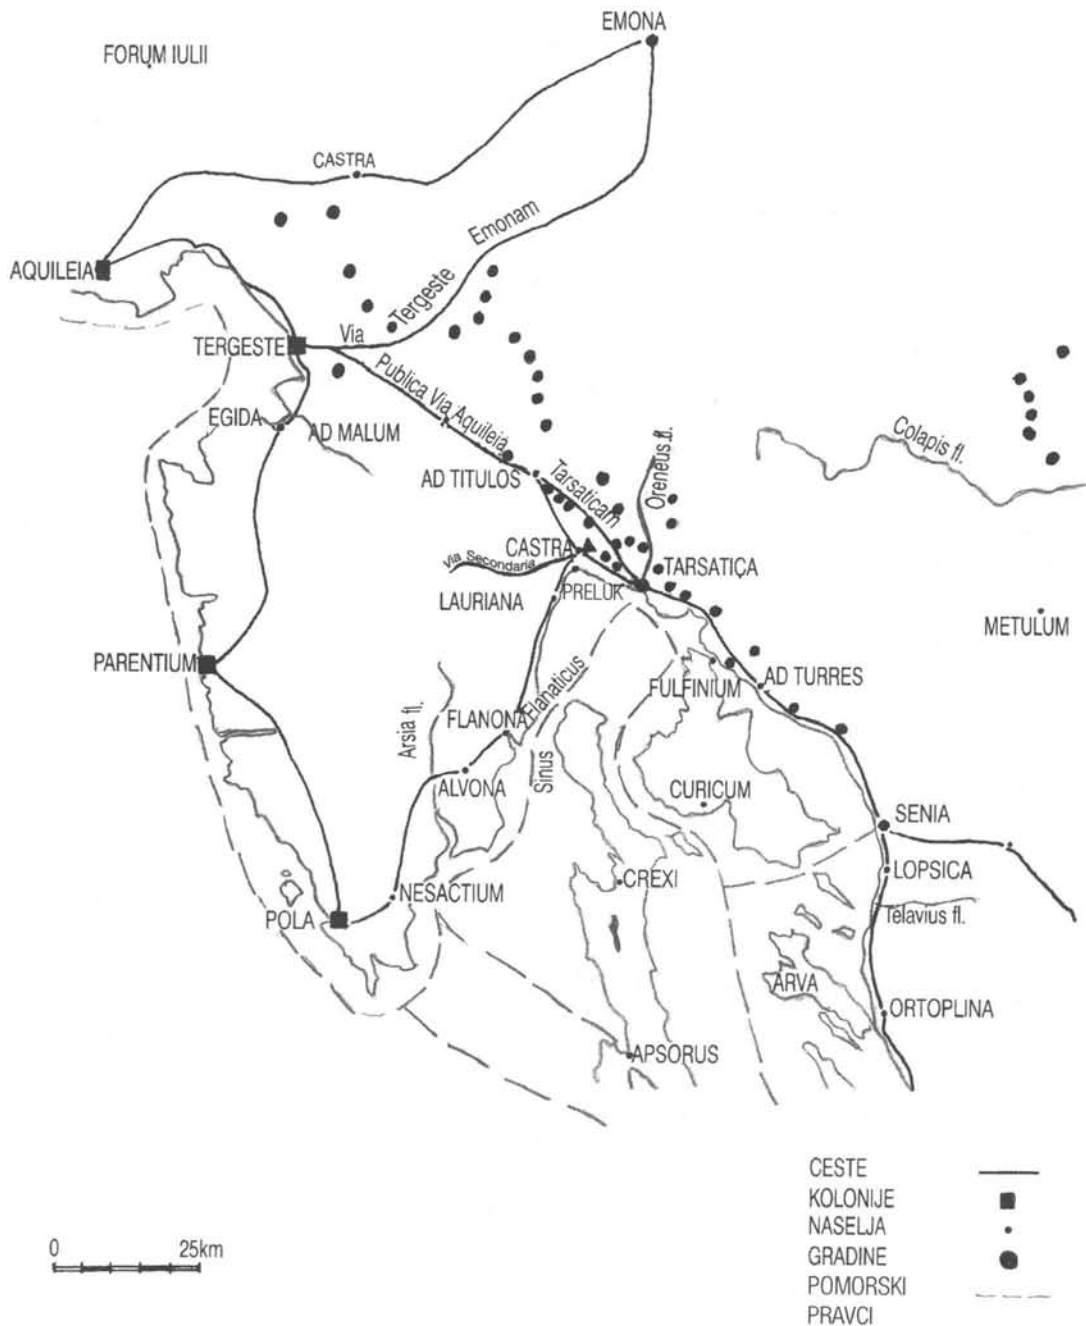 EMONA
FORUM IULII
CASTRA
Via Tergeste Emonam
AQUILEIA
TERGESTE
Publica Via Aquileia Tarsaticam
EGIDA
AD MALUM
Colapis fl.
AD TITULOS
Oreneus fl.
CASTRA
Via Secondaria
TARSATIÇA
PRELUK
LAURIANA
METULUM
PARENTIUM
FULFINIUM
AD TURRES
Arsia fl.
FLANONA
Sinus Flanaticus
ALVONA
CURICUM
SENIA
CREXI
LOPSICA
NESACTIUM
POLA
Telavius fl.
ARVA
ORTOPLINA
APSORUS
CESTE
KOLONIJE
NASELJA
GRADINE
POMORSKI
PRAVCI
0 25km